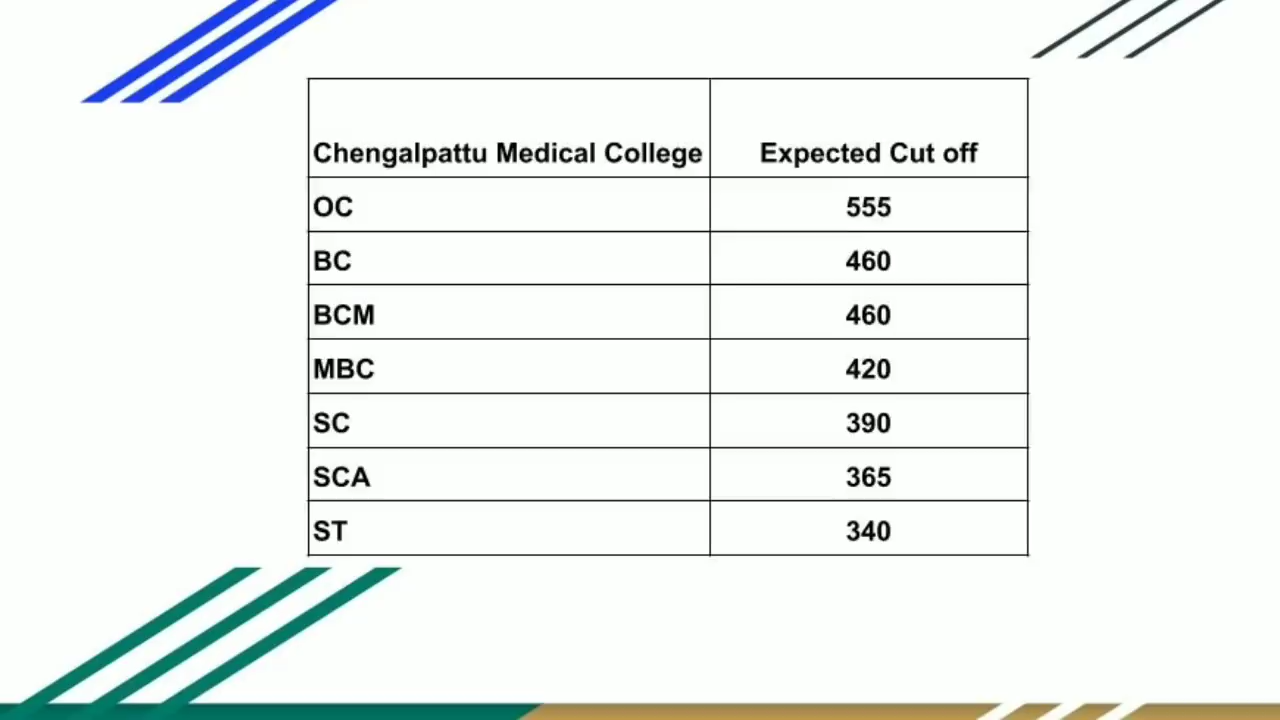 Chengalpattu Medical College Expected Cut off
OC 555
BC 460
BCM 460
MBC 420
SC 390
SCA 365
ST 340